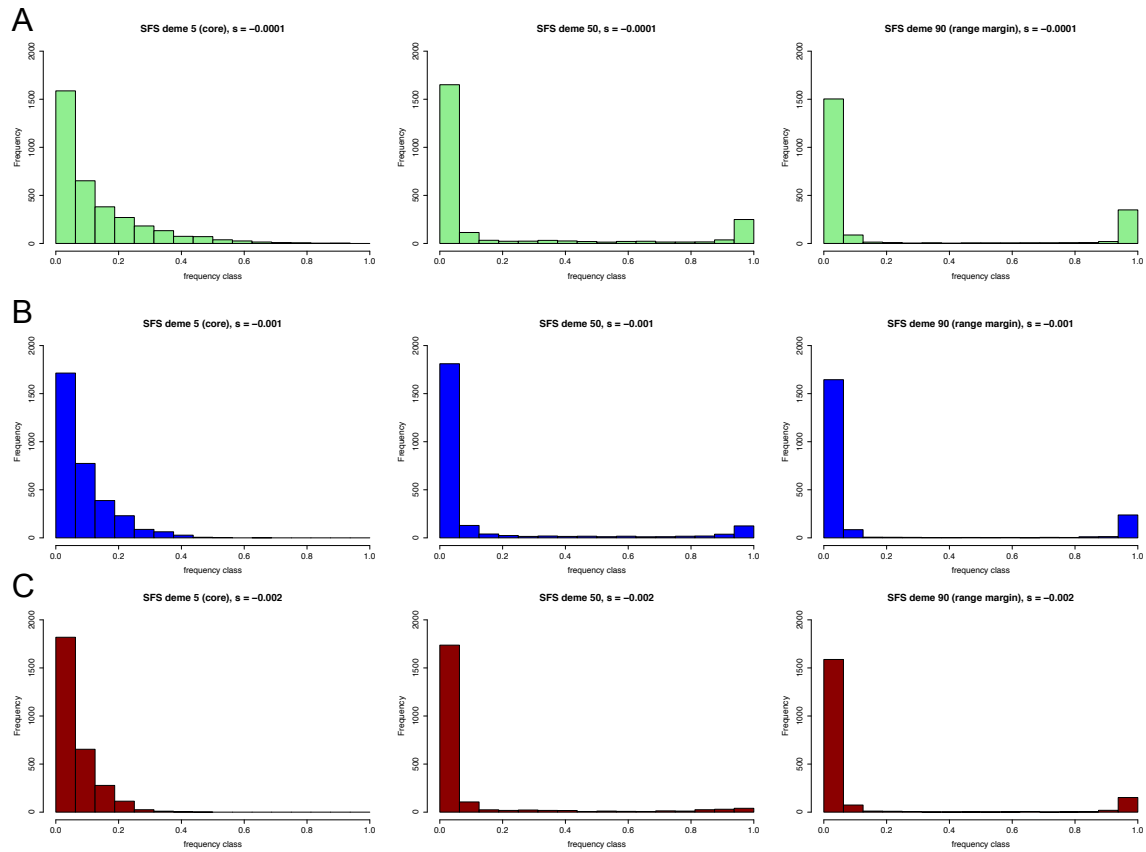 A
SFS deme 5 (core), s = −0.0001
SFS deme 50, s = −0.0001
SFS deme 90 (range margin), s = −0.0001
Frequency
0 500 1000 1500 2000
0.0 0.2 0.4 0.6 0.8 1.0
frequency class
Frequency
0 500 1000 1500 2000
0.0 0.2 0.4 0.6 0.8 1.0
frequency class
Frequency
0 500 1000 1500 2000
0.0 0.2 0.4 0.6 0.8 1.0
frequency class
B
SFS deme 5 (core), s = −0.001
SFS deme 50, s = −0.001
SFS deme 90 (range margin), s = −0.001
Frequency
0 500 1000 1500 2000
0.0 0.2 0.4 0.6 0.8 1.0
frequency class
Frequency
0 500 1000 1500 2000
0.0 0.2 0.4 0.6 0.8 1.0
frequency class
Frequency
0 500 1000 1500 2000
0.0 0.2 0.4 0.6 0.8 1.0
frequency class
C
SFS deme 5 (core), s = −0.002
SFS deme 50, s = −0.002
SFS deme 90 (range margin), s = −0.002
Frequency
0 500 1000 1500 2000
0.0 0.2 0.4 0.6 0.8 1.0
frequency class
Frequency
0 500 1000 1500 2000
0.0 0.2 0.4 0.6 0.8 1.0
frequency class
Frequency
0 500 1000 1500 2000
0.0 0.2 0.4 0.6 0.8 1.0
frequency class